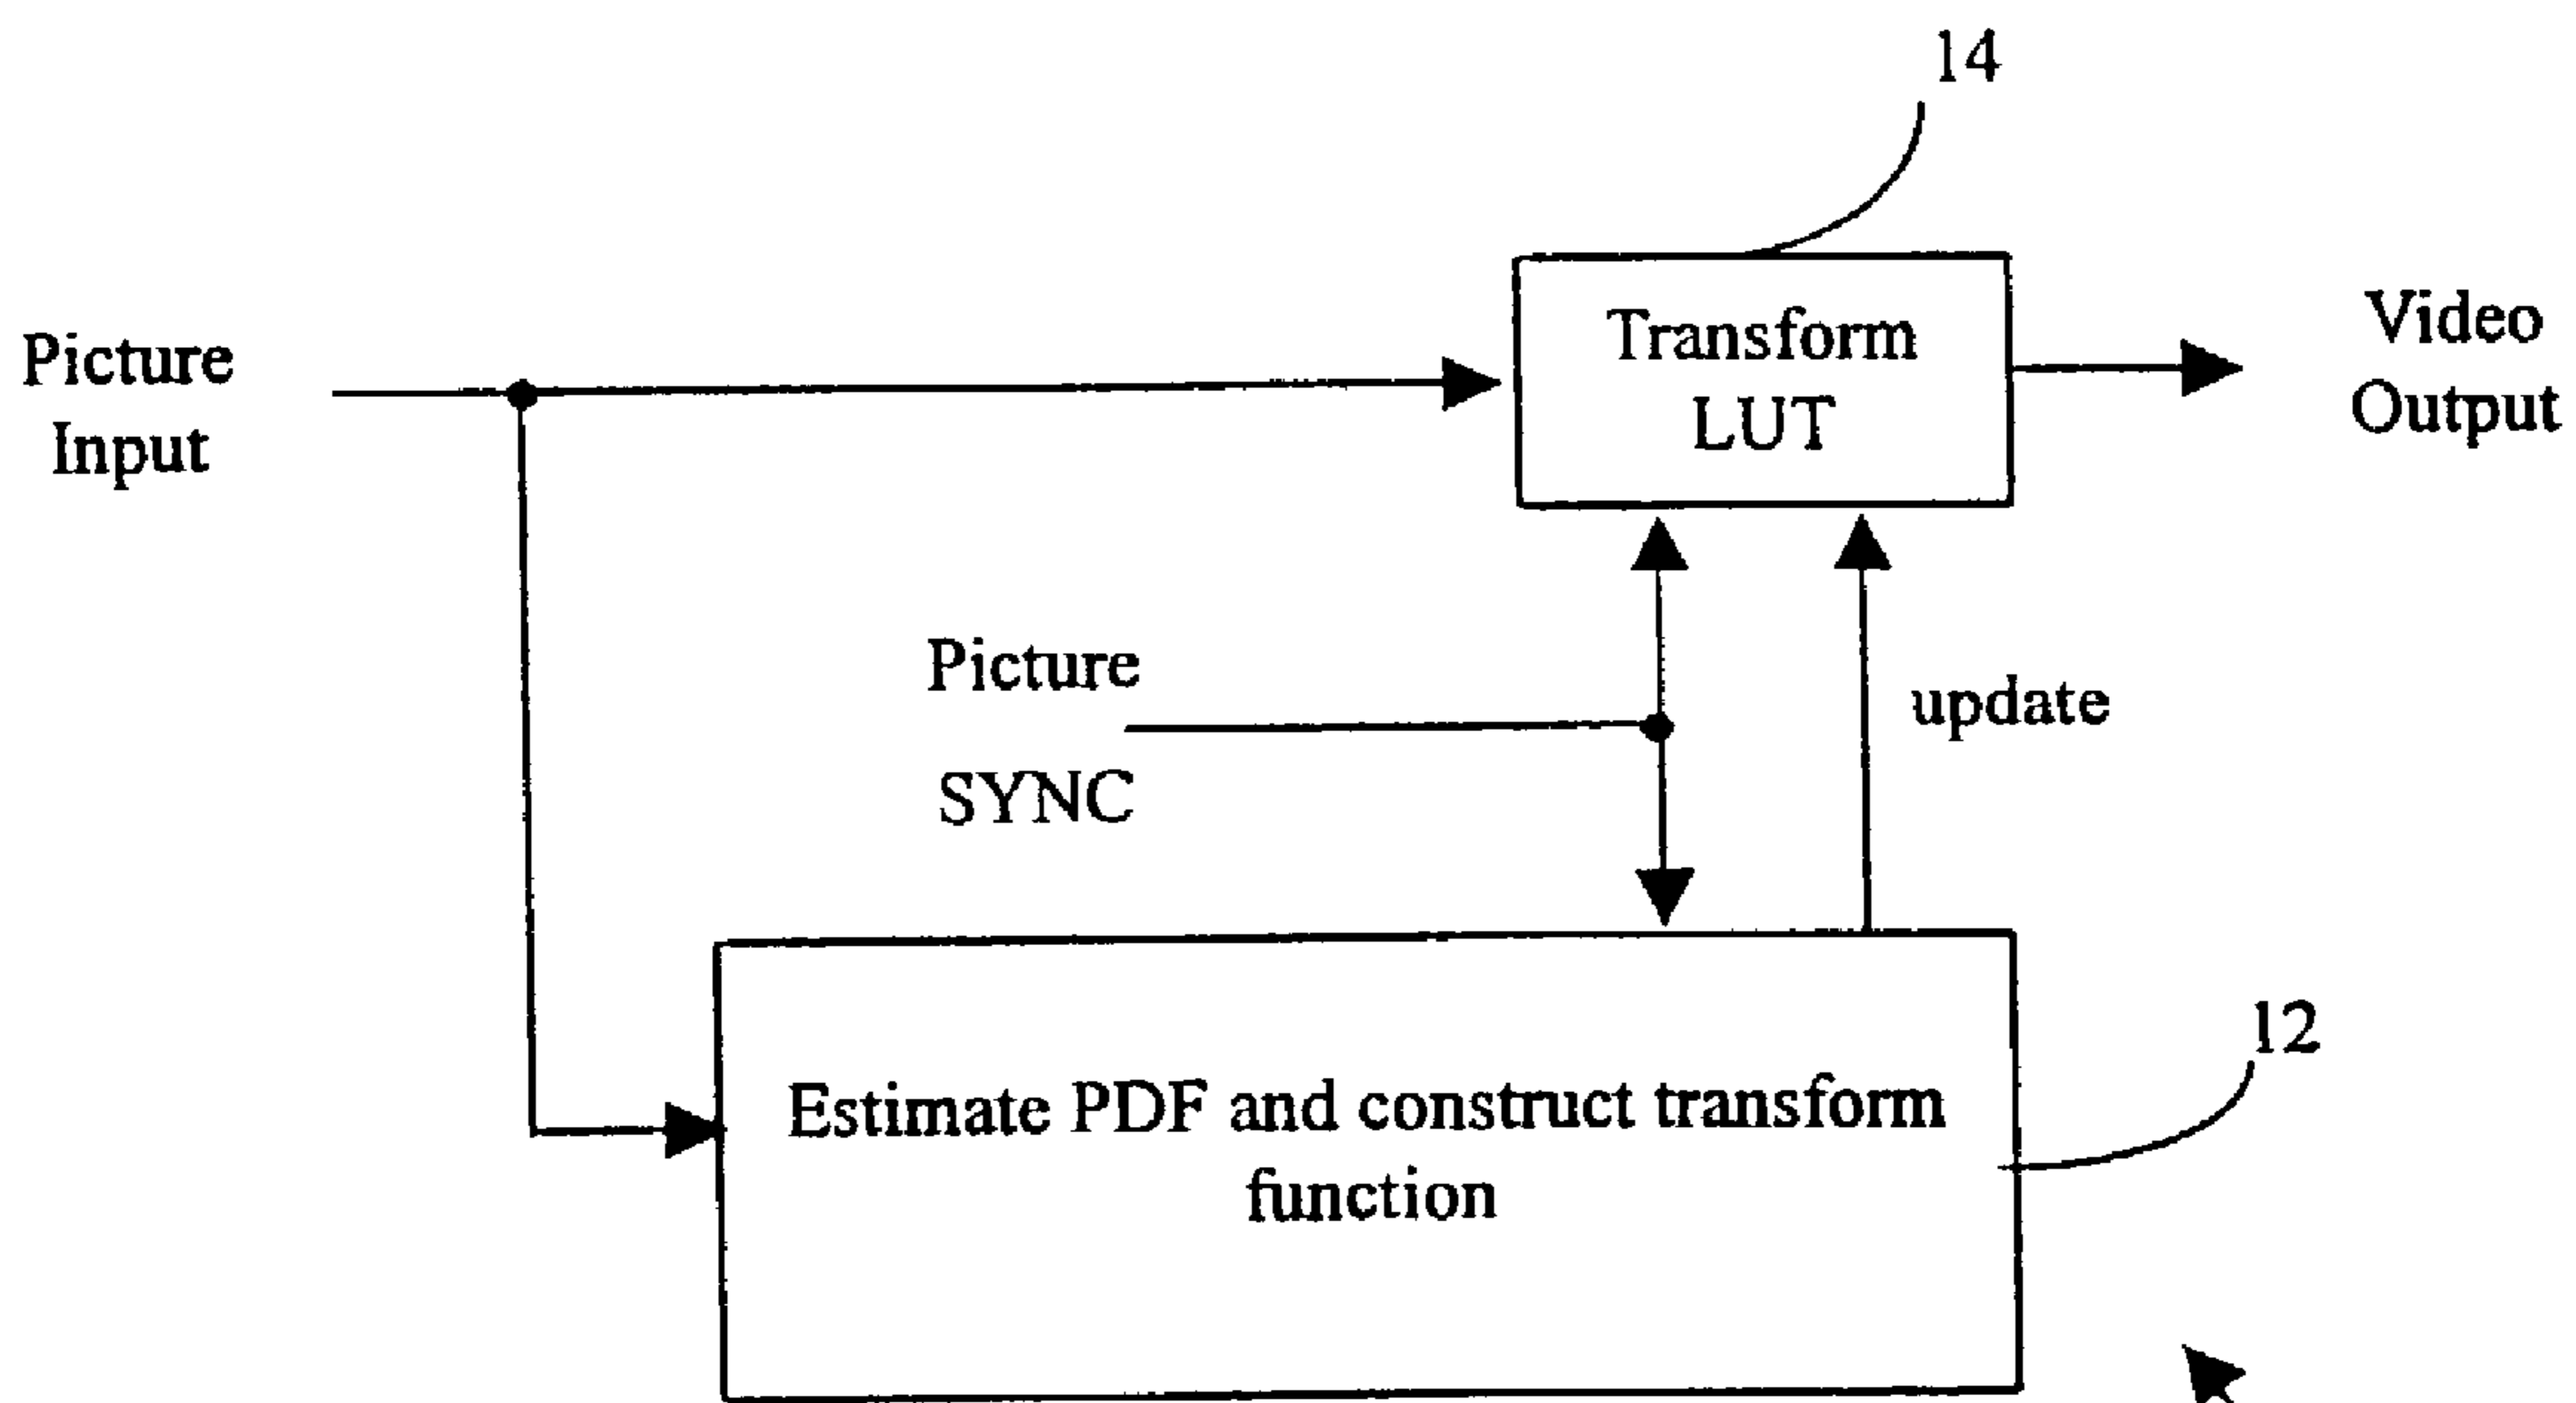 14
Picture
Input
Transform
LUT
Video
Output
Picture
SYNC
update
12
Estimate PDF and construct transform
function